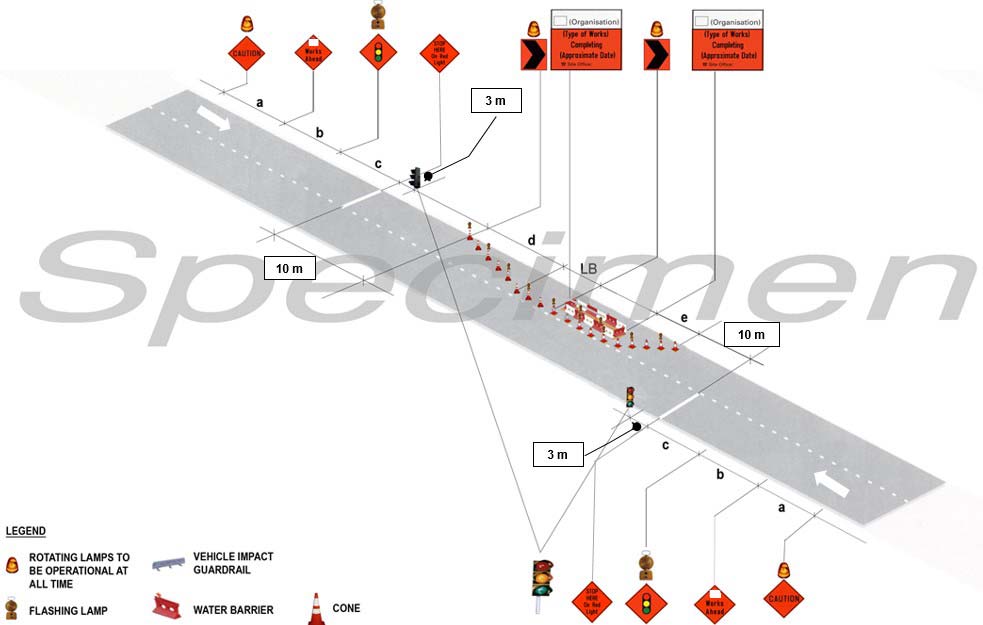 CAUTION
Works
Ahead
STOP
HERE
On Red
Light
(Organisation)
(Type of Works)
Completing
(Approximate Date)
☎ Site Officer
(Organisation)
(Type of Works)
Completing
(Approximate Date)
☎ Site Officer
3 m
a
b
c
d
LB
e
10 m
10 m
Specimen
3 m
c
b
a
STOP
HERE
On Red
Light
Works
Ahead
CAUTION
LEGEND
ROTATING LAMPS TO
BE OPERATIONAL AT
ALL TIME
FLASHING LAMP
VEHICLE IMPACT
GUARDRAIL
WATER BARRIER
CONE